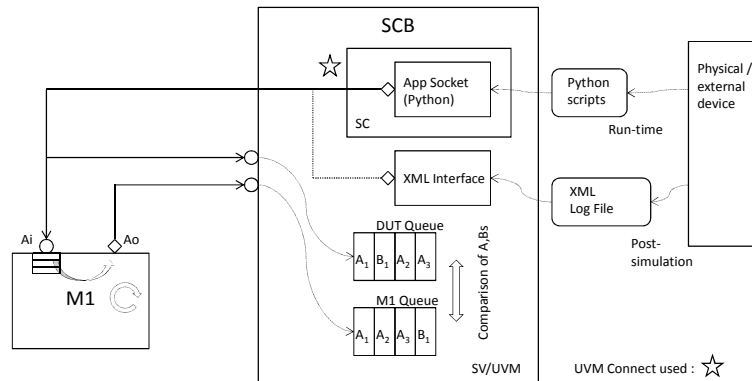 SCB
App Socket
(Python)
SC
Python
scripts
Physical /
external
device
Run-time
XML Interface
XML
Log File
Post-
simulation
Ai
Ao
M1
DUT Queue
A1 B1 A2 A3
M1 Queue
A1 A2 A3 B1
Comparison of A,Bs
SV/UVM
UVM Connect used :